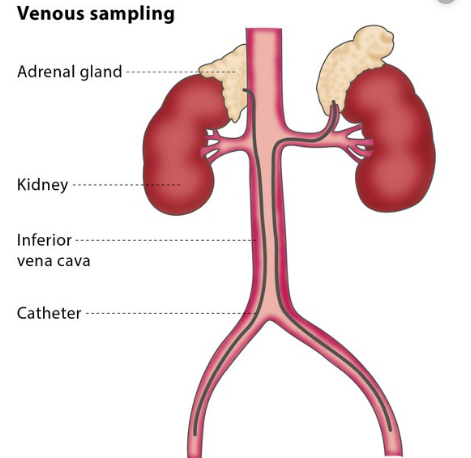 Venous sampling
Adrenal gland
Kidney
Inferior
vena cava
Catheter